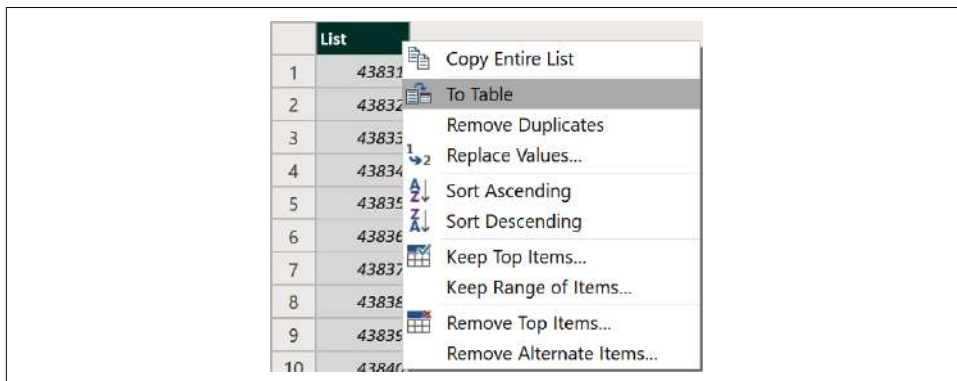 List
Copy Entire List
1 43831
To Table
2 43832
Remove Duplicates
3 43833
Replace Values...
4 43834
Sort Ascending
5 43835
Sort Descending
6 43836
Keep Top Items...
7 43837
Keep Range of Items...
8 43838
Remove Top Items...
9 43839
Remove Alternate Items...
10 43840